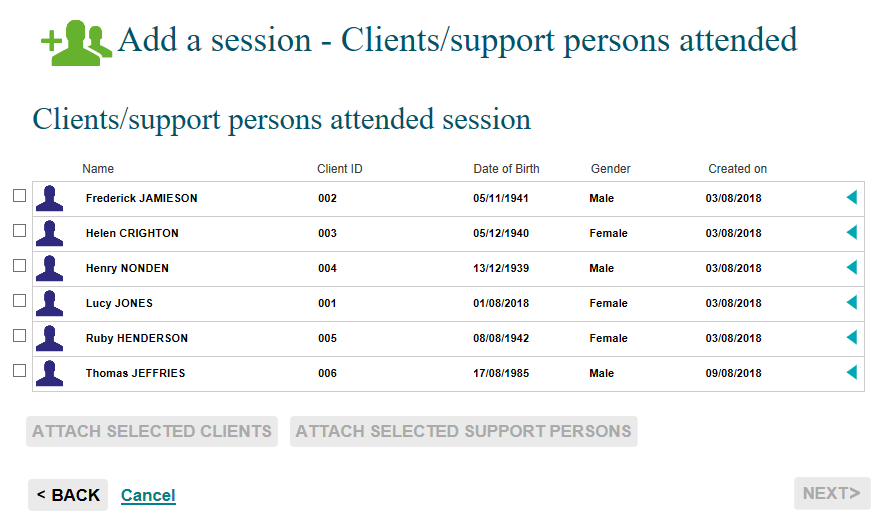 Add a session - Clients/support persons attended
Clients/support persons attended session
Name Client ID Date of Birth Gender Created on
Frederick JAMIESON 002 05/11/1941 Male 03/08/2018
Helen CRIGHTON 003 05/12/1940 Female 03/08/2018
Henry NONDEN 004 13/12/1939 Male 03/08/2018
Lucy JONES 001 01/08/2018 Female 03/08/2018
Ruby HENDERSON 005 08/08/1942 Female 03/08/2018
Thomas JEFFRIES 006 17/08/1985 Male 09/08/2018
ATTACH SELECTED CLIENTS ATTACH SELECTED SUPPORT PERSONS
< BACK Cancel NEXT>